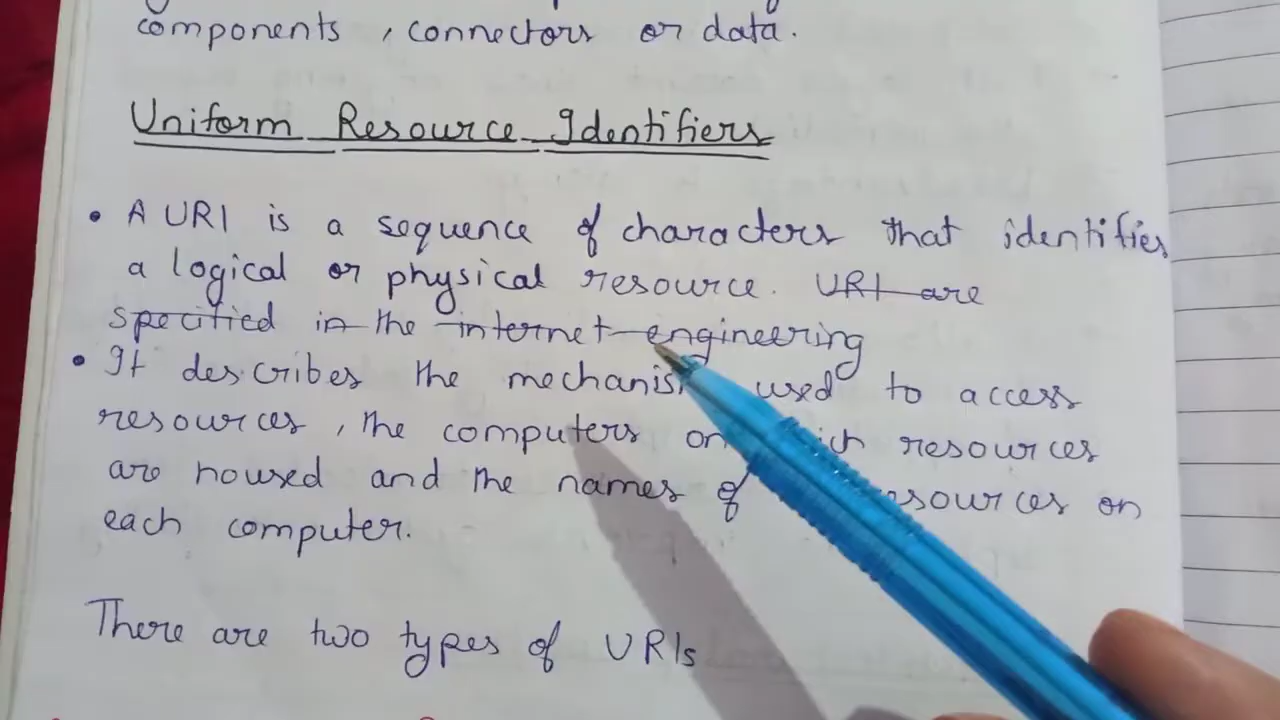 components, connectors or data.
Uniform Resource Identifiers
• A URI is a sequence of characters that identifies
a logical or physical resource. URI are
specified in the internet engineering
• It describes the mechanis used to access
resources, the computers on which resources
are housed and the names of resources on
each computer.
There are two types of URIs